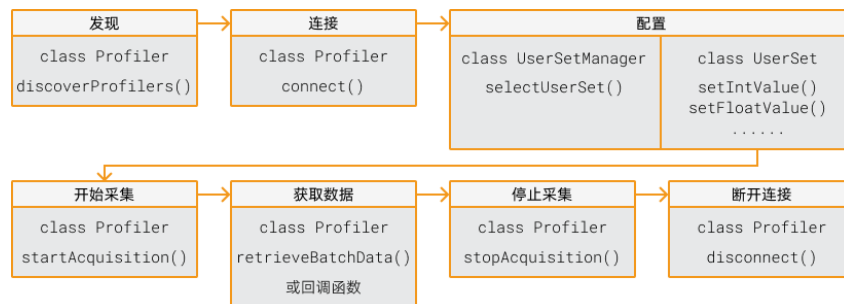 发现
class Profiler
discoverProfilers()
连接
class Profiler
connect()
配置
class UserSetManager
selectUserSet()
class UserSet
setIntValue()
setFloatValue()
......
开始采集
class Profiler
startAcquisition()
获取数据
class Profiler
retrieveBatchData()
或回调函数
停止采集
class Profiler
stopAcquisition()
断开连接
class Profiler
disconnect()